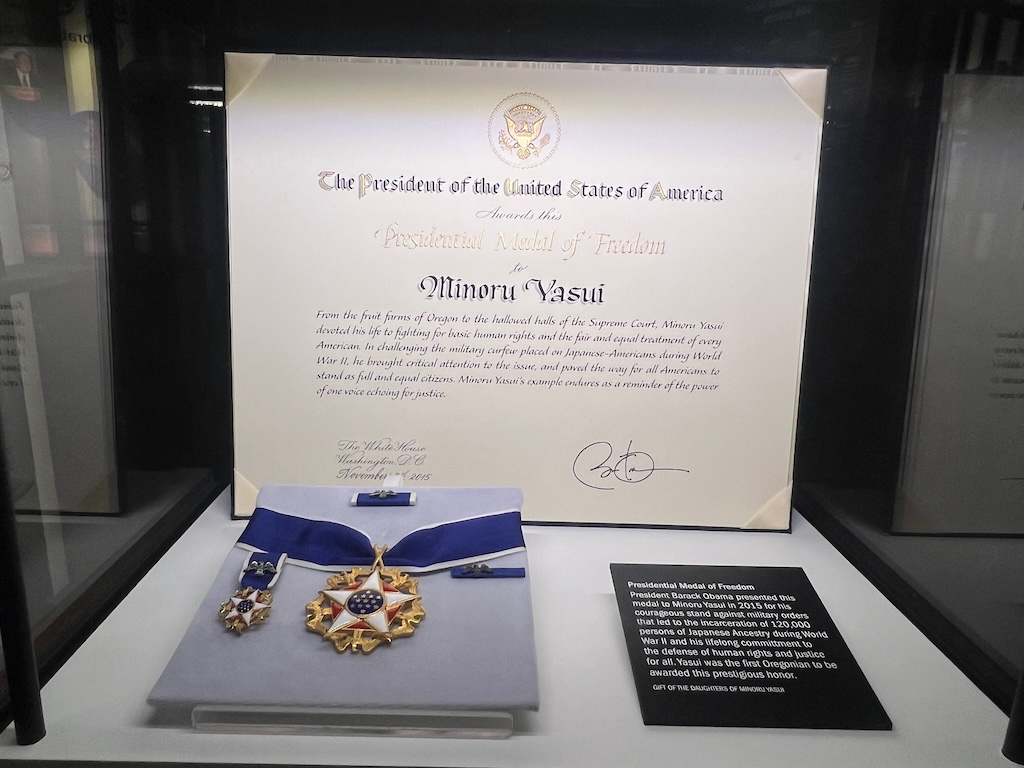 The President of the United States of America
Awards this
Presidential Medal of Freedom
to
Minoru Yasui
From the fruit farms of Oregon to the hallowed halls of the Supreme Court, Minoru Yasui
devoted his life to fighting for basic human rights and the fair and equal treatment of every
American. In challenging the military curfew placed on Japanese-Americans during World
War II, he brought critical attention to the issue, and paved the way for all Americans to
stand as full and equal citizens. Minoru Yasui's example endures as a reminder of the power
of one voice echoing for justice.
The White House
Washington, D.C.
November 2015
Presidential Medal of Freedom
President Barack Obama presented this
medal to Minoru Yasui in 2015 for his
courageous stand against military orders
that led to the incarceration of 120,000
persons of Japanese Ancestry during World
War II and his lifelong commitment to
the defense of human rights and justice
for all. Yasui was the first Oregonian to be
awarded this prestigious honor.
GIFT OF THE DAUGHTERS OF MINORU YASUI